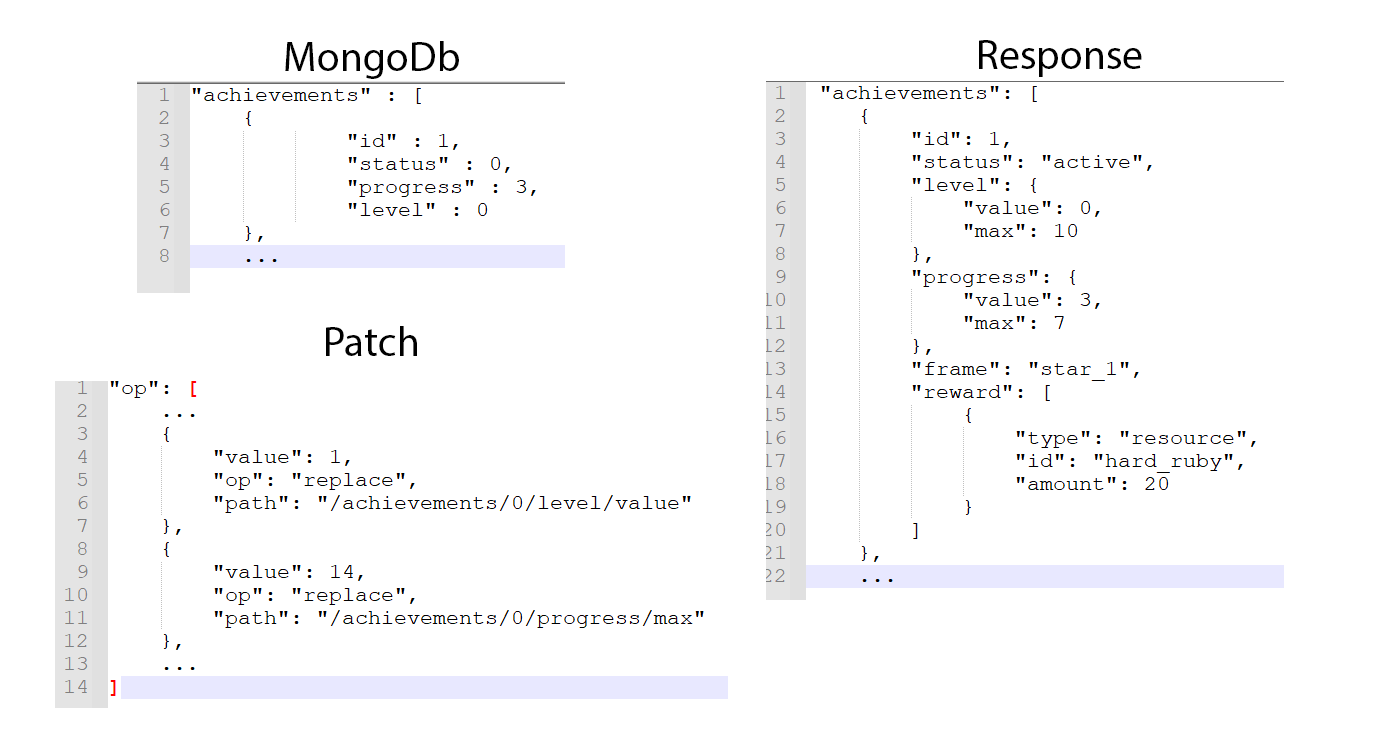 MongoDb
1 "achievements" : [
2 {
3 "id" : 1,
4 "status" : 0,
5 "progress" : 3,
6 "level" : 0
7 },
8 ...
Patch
1 "op": [
2 ...
3 {
4 "value": 1,
5 "op": "replace",
6 "path": "/achievements/0/level/value"
7 },
8 {
9 "value": 14,
10 "op": "replace",
11 "path": "/achievements/0/progress/max"
12 },
13 ...
14 ]
Response
1 "achievements": [
2 {
3 "id": 1,
4 "status": "active",
5 "level": {
6 "value": 0,
7 "max": 10
8 },
9 "progress": {
10 "value": 3,
11 "max": 7
12 },
13 "frame": "star_1",
14 "reward": [
15 {
16 "type": "resource",
17 "id": "hard_ruby",
18 "amount": 20
19 }
20 ]
21 },
22 ...